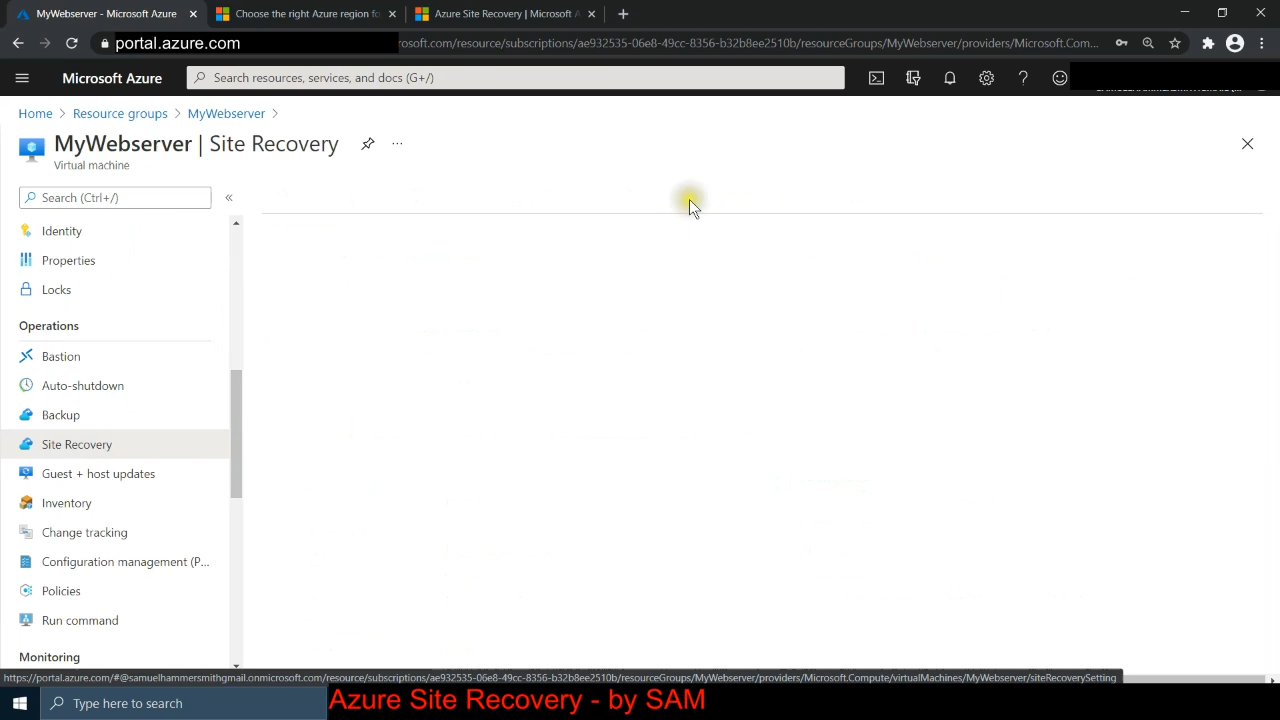 MyWebserver - Microsoft Azure
Choose the right Azure region fo
Azure Site Recovery | Microsoft A
portal.azure.com
rosoft.com/resource/subscriptions/ae932535-06e8-49cc-8356-b32b8ee2510b/resourceGroups/MyWebserver/providers/Microsoft.Com...
Microsoft Azure
Search resources, services, and docs (G+/)
Home > Resource groups > MyWebserver >
MyWebserver | Site Recovery
...
Virtual machine
Search (Ctrl+/)
«
Identity
Properties
Locks
Operations
Bastion
Auto-shutdown
Backup
Site Recovery
Guest + host updates
Inventory
Change tracking
Configuration management (P...
Policies
Run command
Monitoring
https://portal.azure.com/#@samuelhammersmithgmail.onmicrosoft.com/resource/subscriptions/ae932535-06e8-49cc-8356-b32b8ee2510b/resourceGroups/MyWebserver/providers/Microsoft.Compute/virtualMachines/MyWebserver/siteRecoverySetting
Type here to search
Azure Site Recovery - by SAM